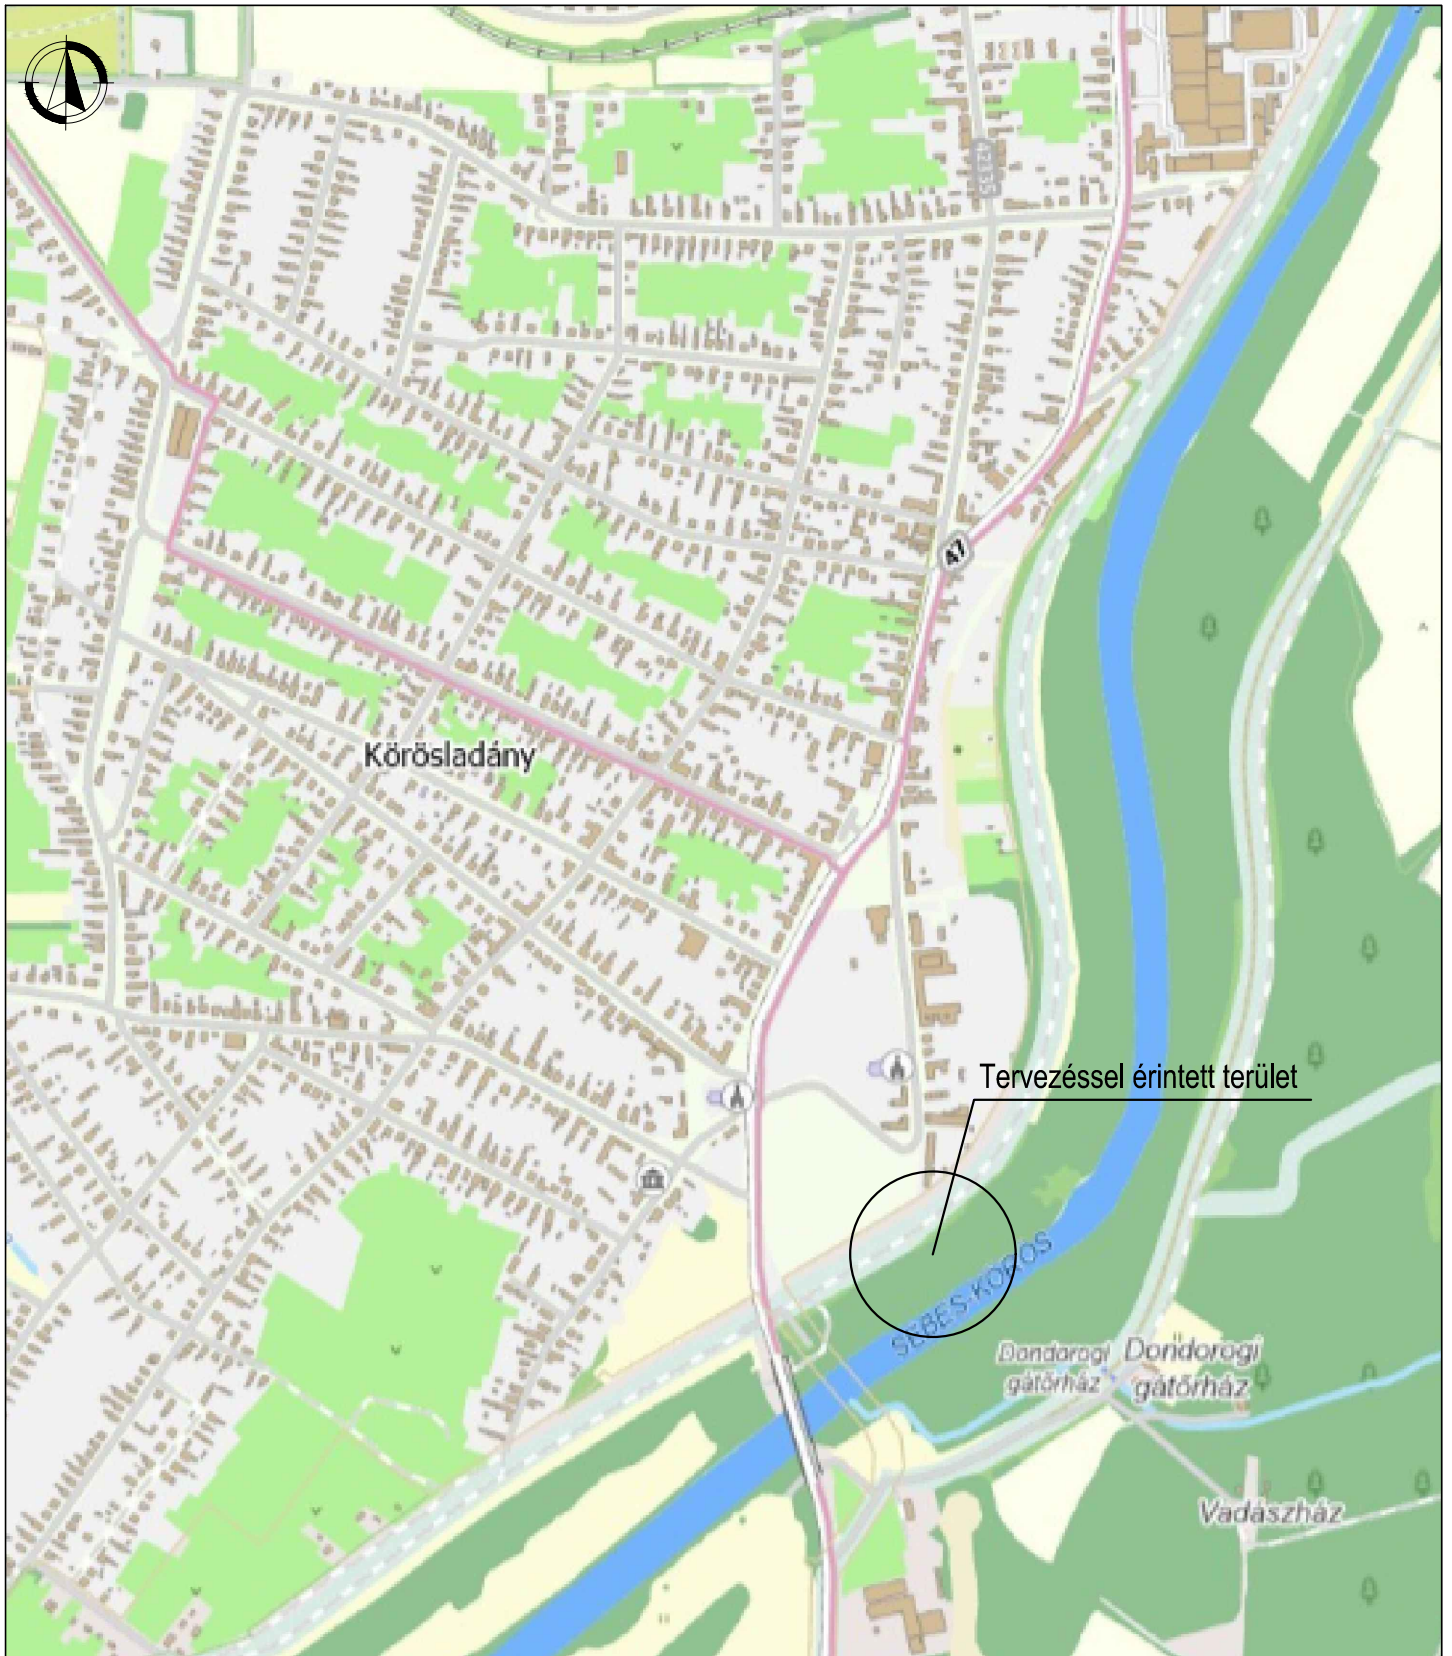 47
Körösladány
Tervezéssel érintett terület
SEBES-KÖRÖS
Dondorogi
gátőrház
Dondorogi
gátőrház
Vadászház